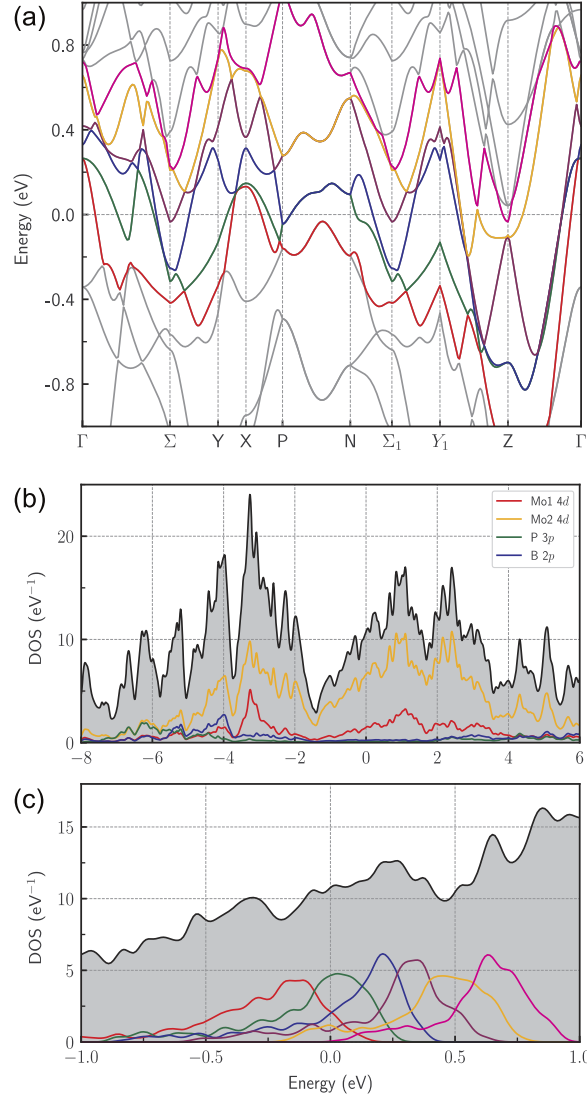 (a)
0.8
0.4
0.0
-0.4
-0.8
Energy (eV)
Γ Σ Y X P N Σ₁ Y₁ Z Γ
(b)
20
10
0
DOS (eV⁻¹)
Mo1 4d
Mo2 4d
P 3p
B 2p
−8 −6 −4 −2 0 2 4 6
(c)
15
10
5
0
DOS (eV⁻¹)
−1.0 −0.5 0.0 0.5 1.0
Energy (eV)